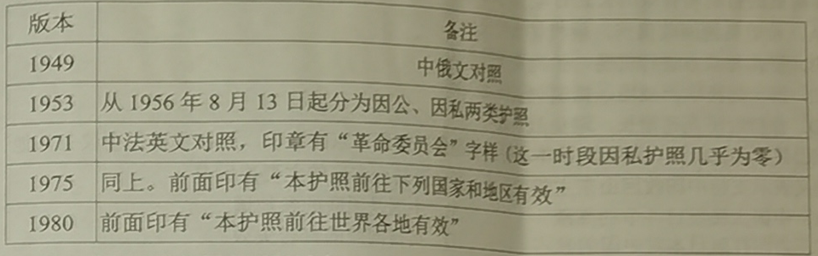 版本 备注
1949 中俄文对照
1953 从1956年8月13日起分为因公、因私两类护照
1971 中法英文对照，印章有“革命委员会”字样(这一时段因私护照几乎为零)
1975 同上。前面印有“本护照前往下列国家和地区有效”
1980 前面印有“本护照前往世界各地有效”